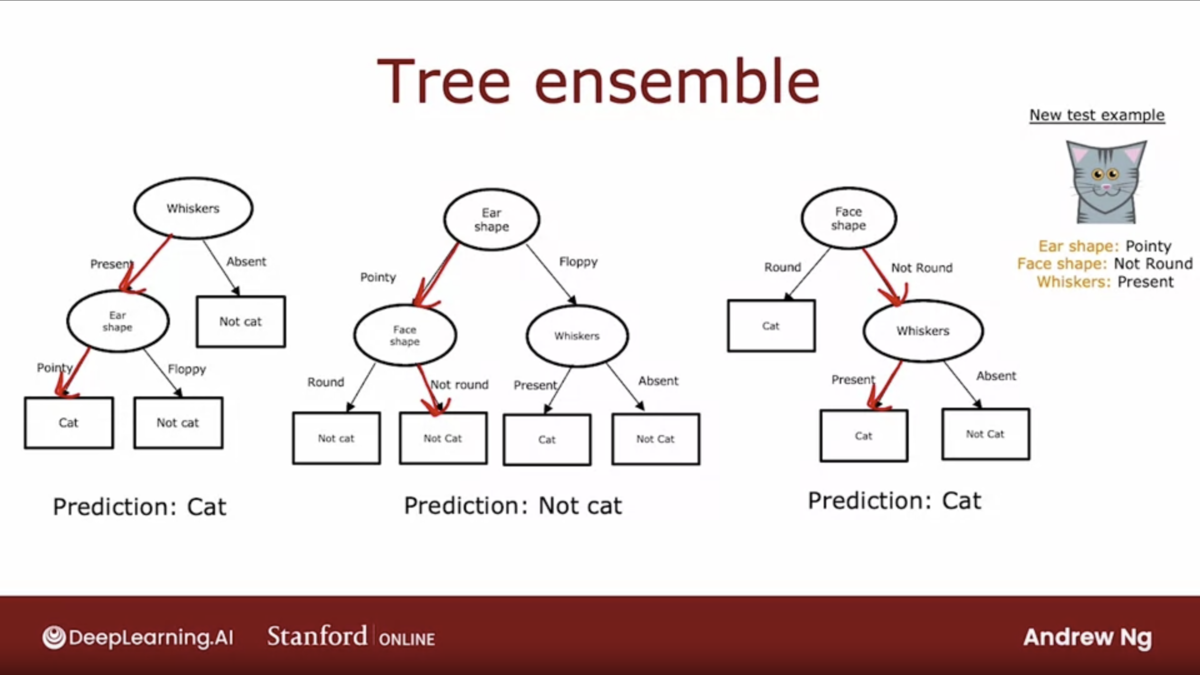 Tree ensemble
New test example
Ear shape: Pointy
Face shape: Not Round
Whiskers: Present
Whiskers
Present
Absent
Ear
shape
Not cat
Pointy
Floppy
Cat
Not cat
Prediction: Cat
Ear
shape
Pointy
Floppy
Face
shape
Whiskers
Round
Not round
Present
Absent
Not cat
Not Cat
Cat
Not Cat
Prediction: Not cat
Face
shape
Round
Not Round
Cat
Whiskers
Present
Absent
Cat
Not Cat
Prediction: Cat
DeepLearning.AI
Stanford ONLINE
Andrew Ng